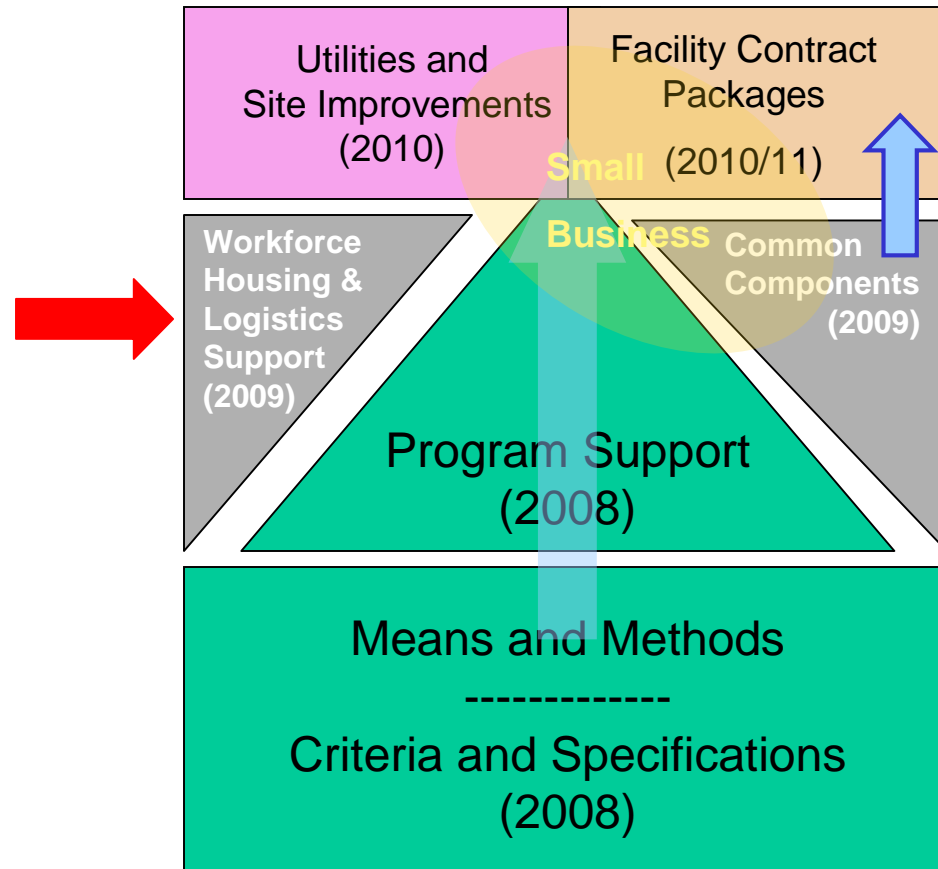 Utilities and
Site Improvements
(2010)
Facility Contract
Packages
(2010/11)
Small
Business
Workforce
Housing &
Logistics
Support
(2009)
Common
Components
(2009)
Program Support
(2008)
Means and Methods
-------------
Criteria and Specifications
(2008)